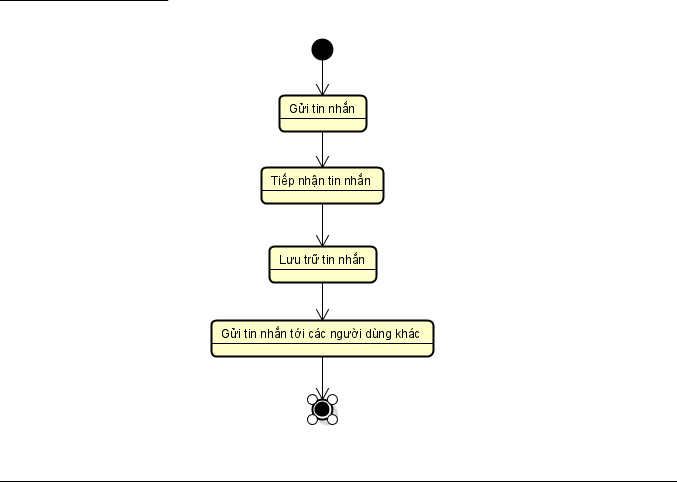 Gửi tin nhắn
Tiếp nhận tin nhắn
Lưu trữ tin nhắn
Gửi tin nhắn tới các người dùng khác